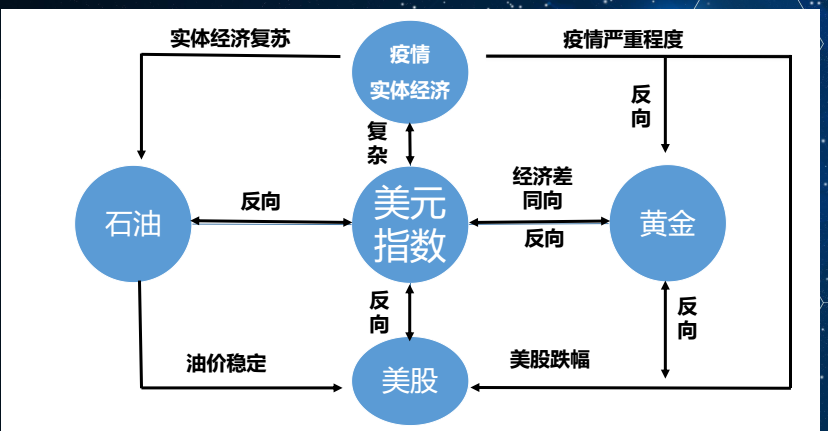 实体经济复苏
疫情
实体经济
疫情严重程度
反
向
复
杂
石油
反向
美元
指数
经济差
同向
反向
黄金
反
向
反
向
油价稳定
美股
美股跌幅